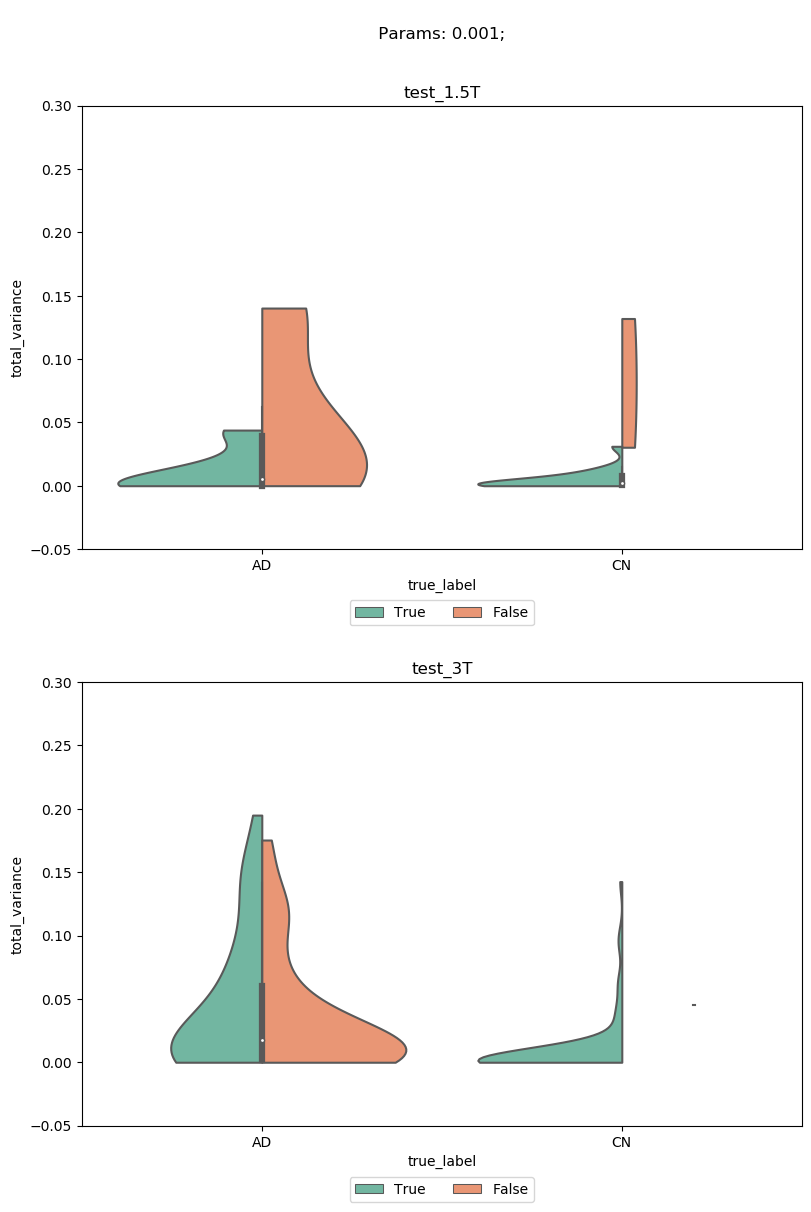 Params: 0.001;
test_1.5T
0.30
0.25
0.20
0.15
0.10
0.05
0.00
−0.05
total_variance
AD CN
true_label
True False
test_3T
0.30
0.25
0.20
0.15
0.10
0.05
0.00
−0.05
total_variance
AD CN
true_label
True False